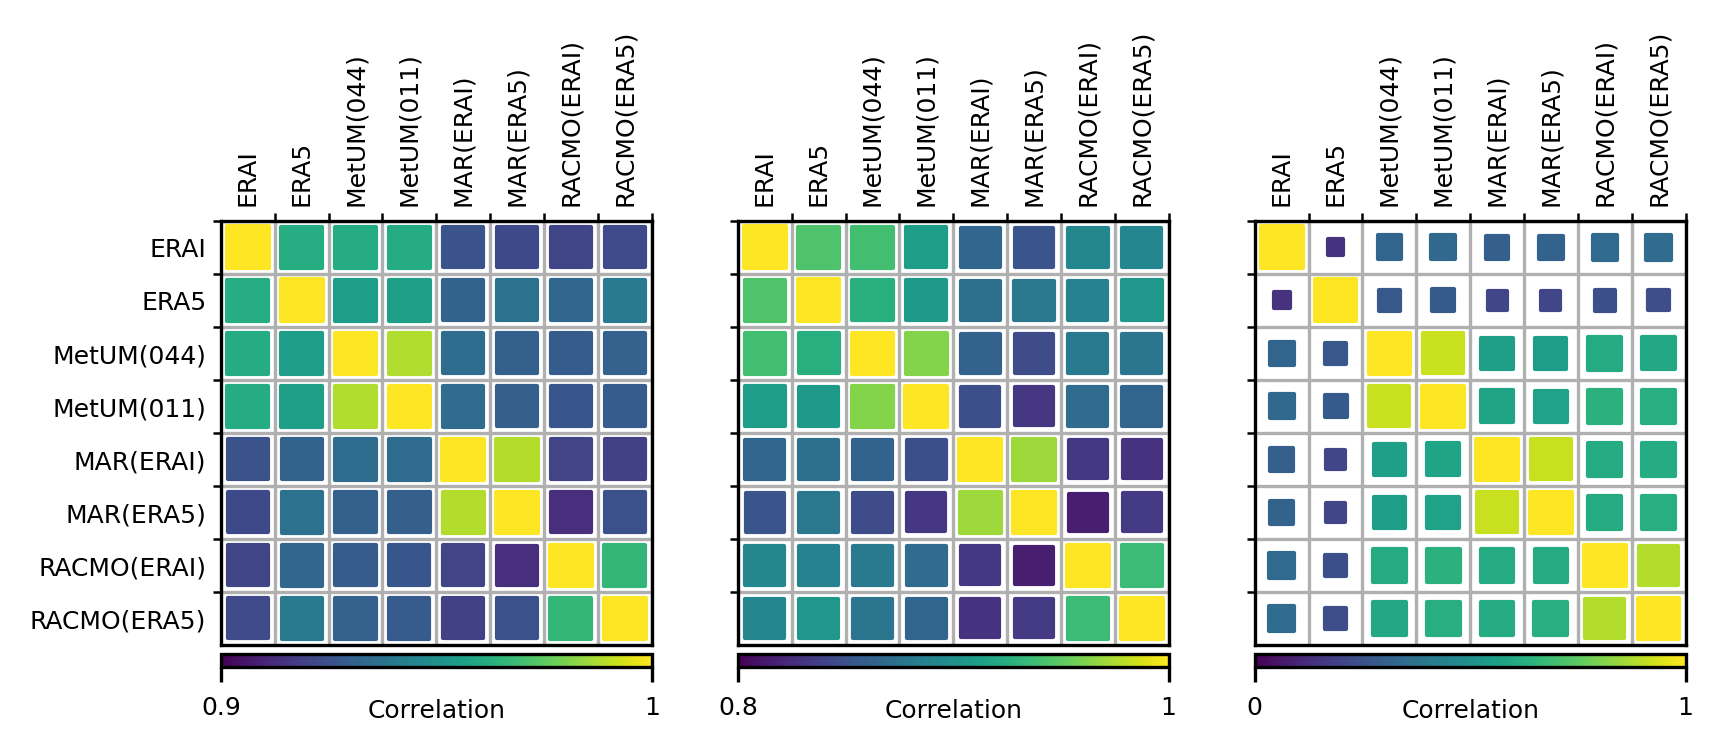 ERAI
ERA5
MetUM(044)
MetUM(011)
MAR(ERAI)
MAR(ERA5)
RACMO(ERAI)
RACMO(ERA5)
ERAI
ERA5
MetUM(044)
MetUM(011)
MAR(ERAI)
MAR(ERA5)
RACMO(ERAI)
RACMO(ERA5)
ERAI
ERA5
MetUM(044)
MetUM(011)
MAR(ERAI)
MAR(ERA5)
RACMO(ERAI)
RACMO(ERA5)
ERAI
ERA5
MetUM(044)
MetUM(011)
MAR(ERAI)
MAR(ERA5)
RACMO(ERAI)
RACMO(ERA5)
0.9 Correlation 1
0.8 Correlation 1
0 Correlation 1